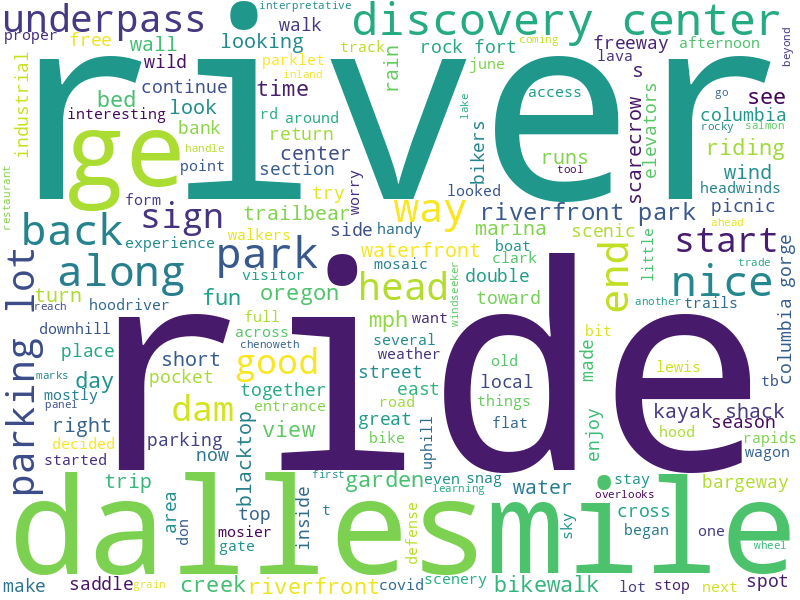 interpretative
underpass
discovery center
proper
free
wall
looking
walk
parklet
coming
freeway
afternoon
beyond
industrial
wild
track
rock fort
rain
june
lava
inland
bed
continue
time
access
s
see
interesting
look
columbia
go
lake
river
ge
bank
rd
around
return
bikers
scarecrow
elevators
rocky
salmon
handle
center
runs
riding
restaurant
point
section
tool
wind
form
try
worry
looked
headwinds
sign
trailbear
way
riverfront park
picnic
ahead
back
walkers
side
handy
marina
scenic
start
experience
park
waterfront
boat
end
little
trade
columbia gorge
along
visitor
mosaic
clark
windseeker
nice
fun
oregon
head
double
toward
another
trails
turn
hoodriver
reach
full
mph
want
bit
downhill
across
chenoweth
several
made
parking lot
place
short
good
weather
old
lewis
tb
marks
day
pocket
together
street
east
local
mostly
panel
entrance
road
things
dam
great
flat
kayak shack
right
view
bike
season
decided
parking
now
uphill
enjoy
hood
rapids
started
blacktop
ride
wagon
trip
first
garden
even
snag
stay
bargeway
learning
water
overlooks
area
top
inside
t
cross
don
mosier
defense
sky
began
one
gate
dalles
mile
wheel
make
saddle
grain
creek
riverfront
covid
scenery
bikewalk
lot
stop
next
spot